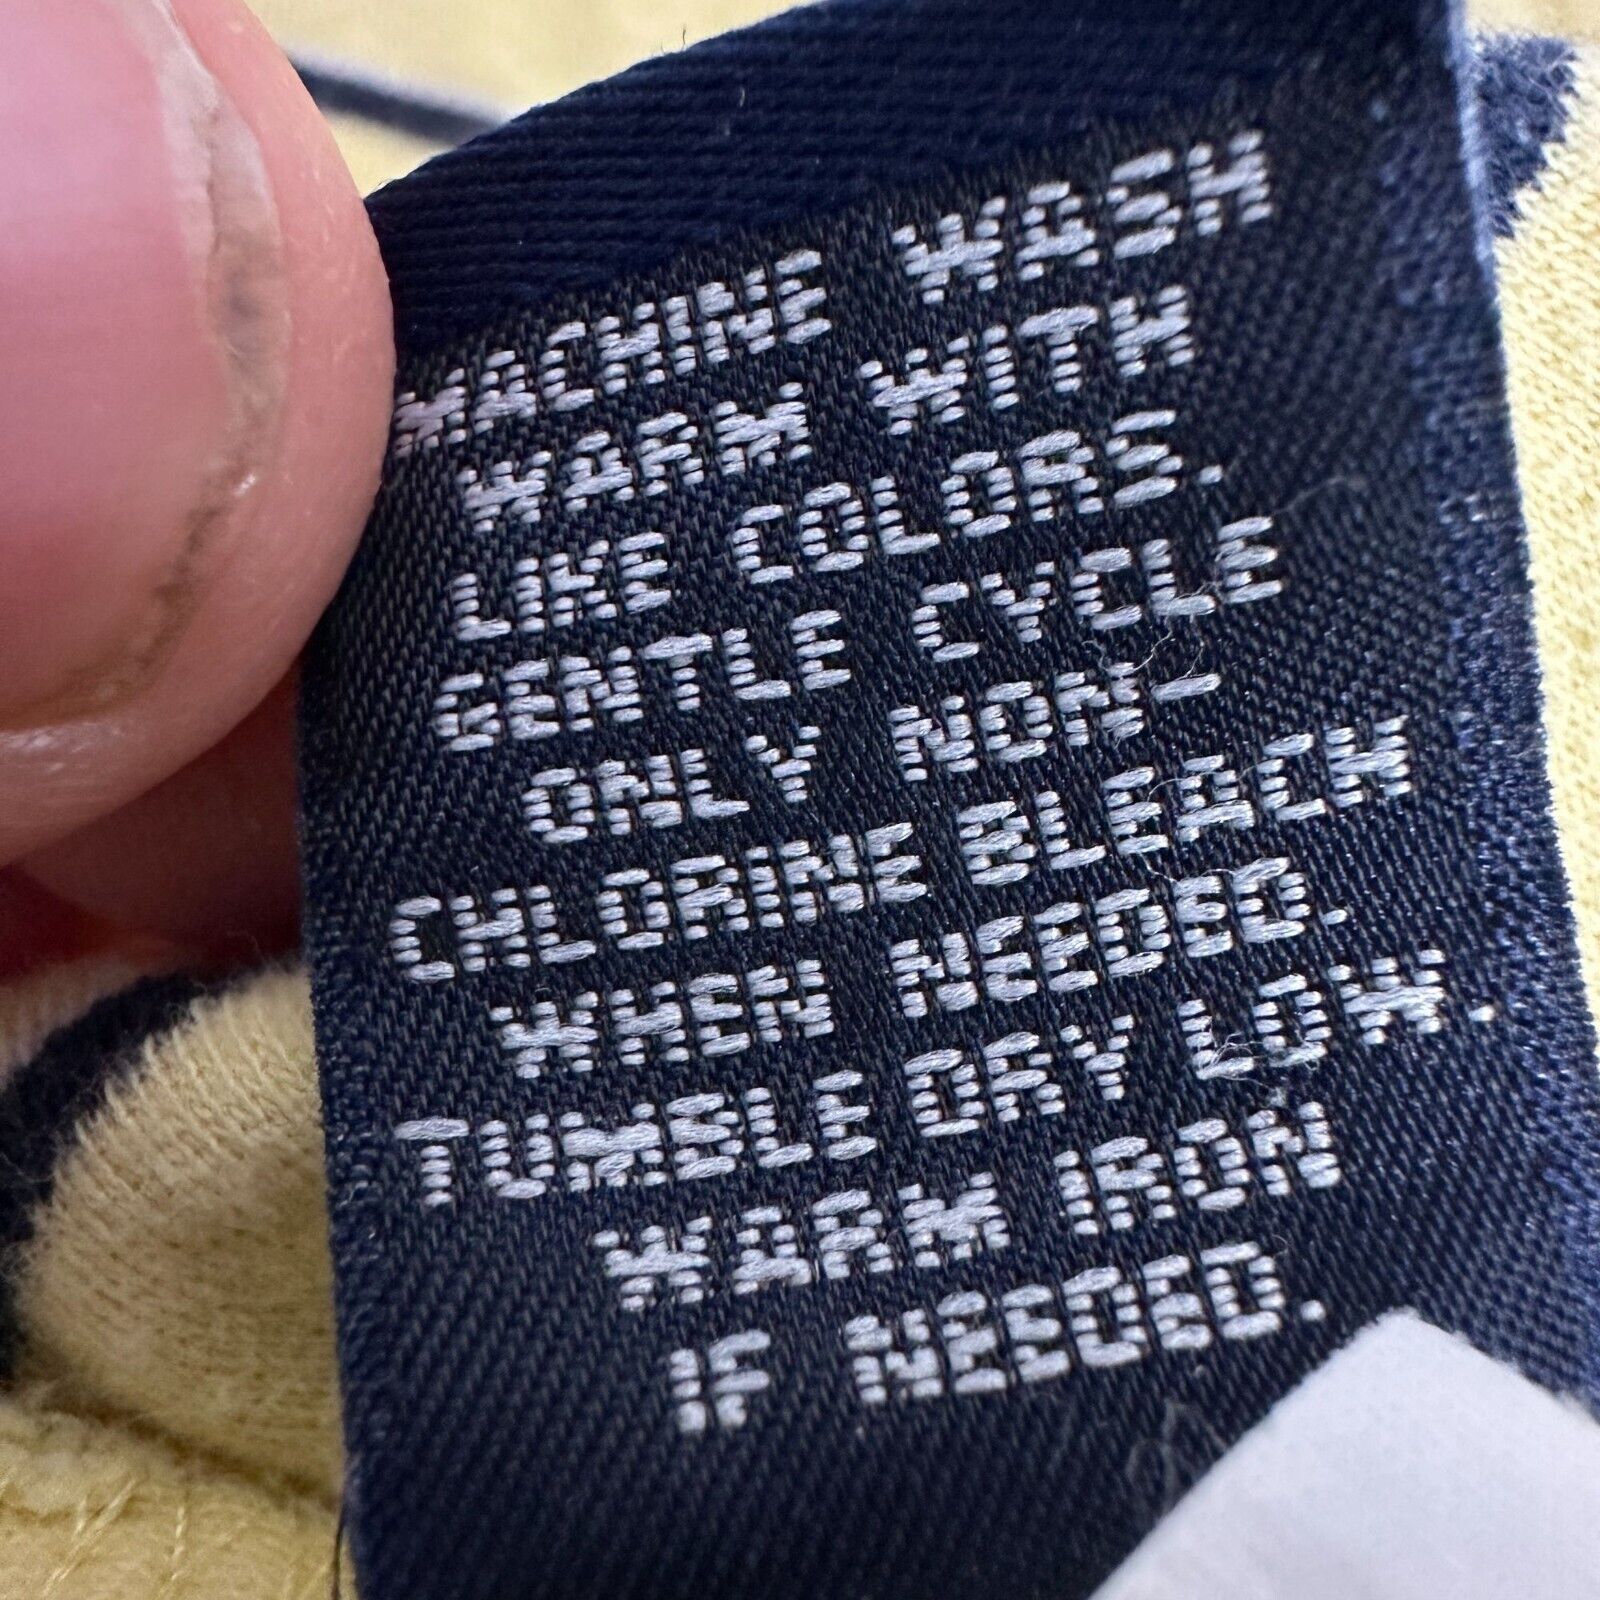 MACHINE WASH
WARM WITH
LIKE COLORS.
GENTLE CYCLE
ONLY NON-
CHLORINE BLEACH
WHEN NEEDED.
TUMBLE DRY LOW.
WARM IRON
IF NEEDED.